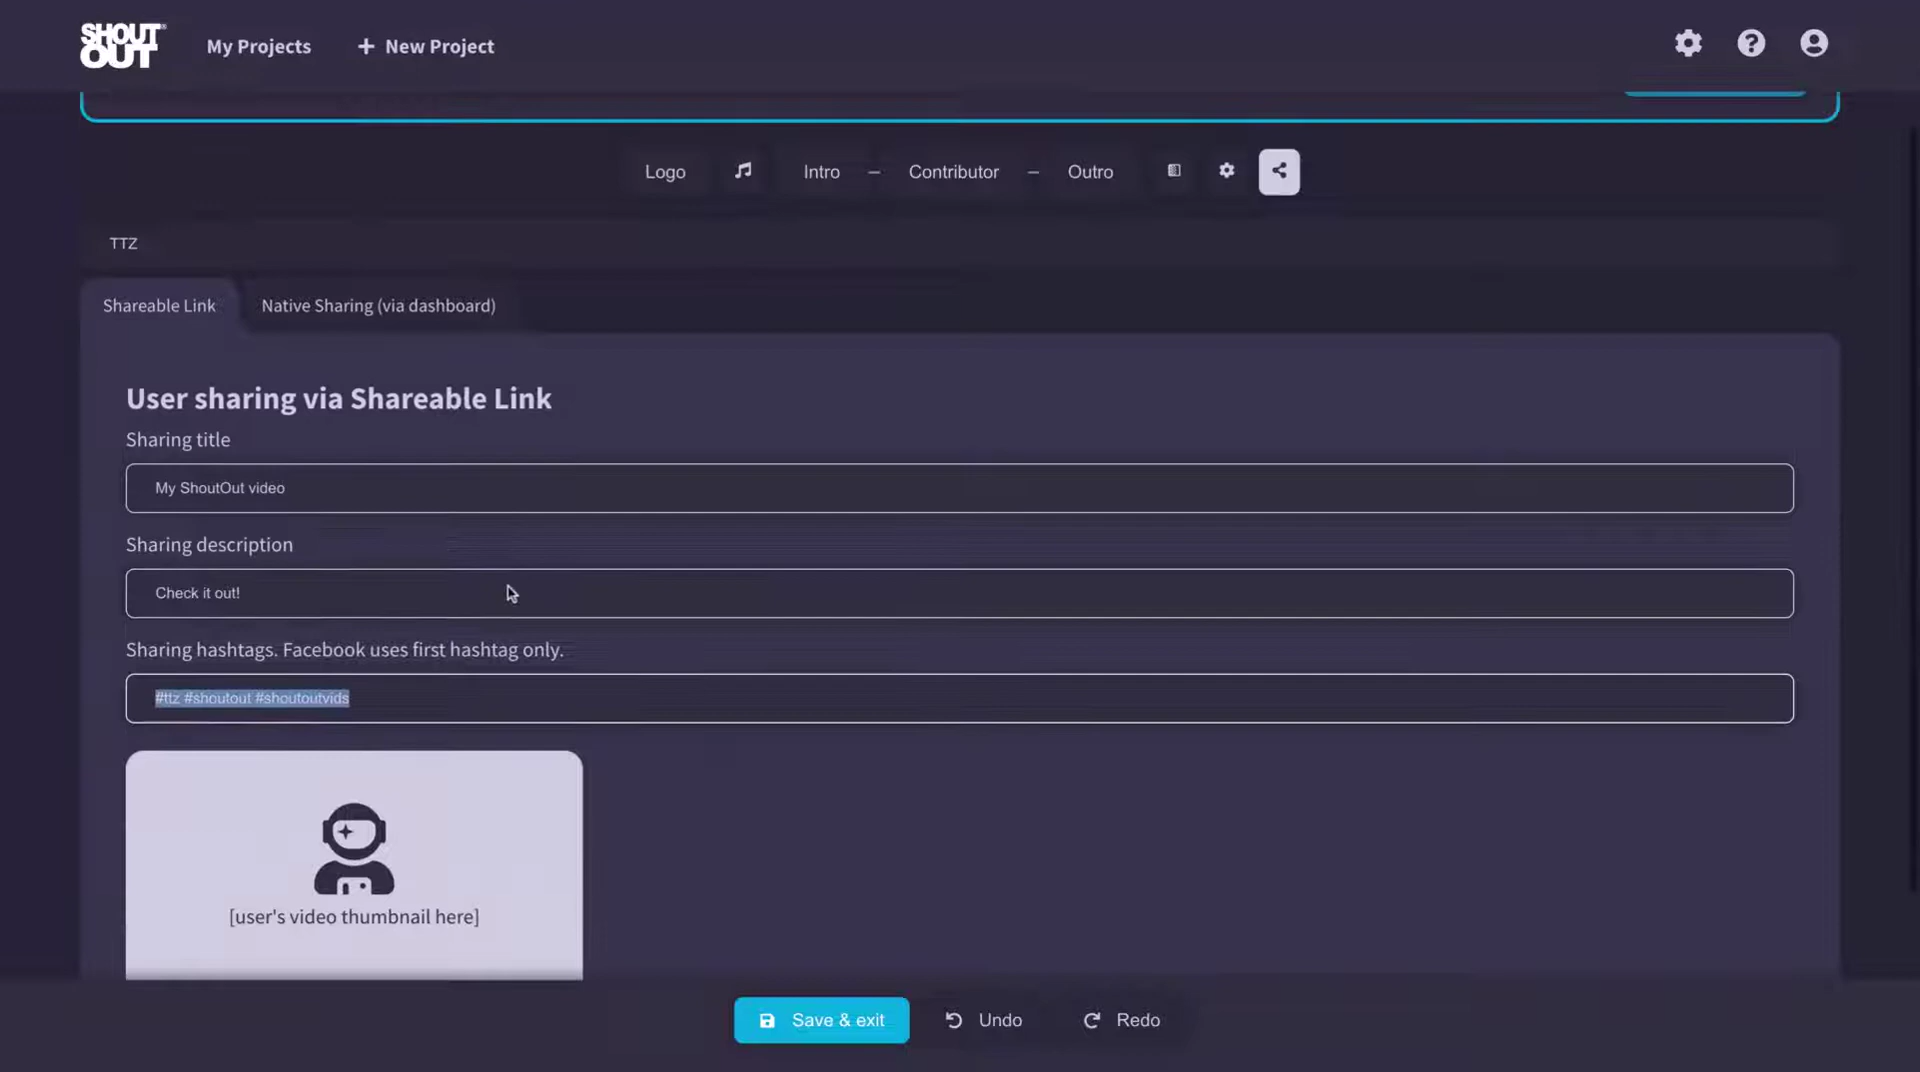 SHOUT OUT®
My Projects
+ New Project
Logo
Intro – Contributor – Outro
TTZ
Shareable Link
Native Sharing (via dashboard)
User sharing via Shareable Link
Sharing title
My ShoutOut video
Sharing description
Check it out!
Sharing hashtags. Facebook uses first hashtag only.
#ttz #shoutout #shoutoutvids
[user's video thumbnail here]
Save & exit
Undo
Redo